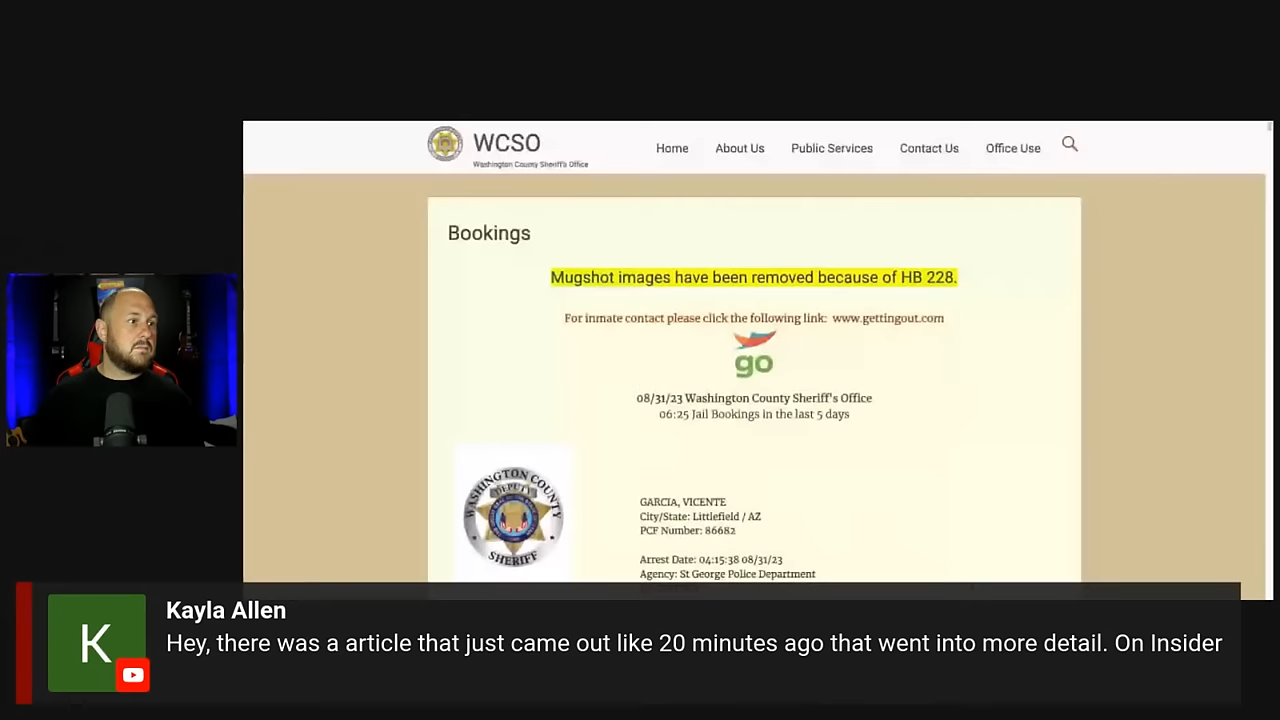 WCSO
Washington County Sheriff's Office
Home
About Us
Public Services
Contact Us
Office Use
Bookings
Mugshot images have been removed because of HB 228.
For inmate contact please click the following link: www.gettingout.com
go
08/31/23 Washington County Sheriff's Office
06:25 Jail Bookings in the last 5 days
WASHINGTON COUNTY
DEPUTY
SHERIFF
GARCIA, VICENTE
City/State: Littlefield / AZ
PCF Number: 86682
Arrest Date: 04:15:38 08/31/23
Agency: St George Police Department
K
Kayla Allen
Hey, there was a article that just came out like 20 minutes ago that went into more detail. On Insider